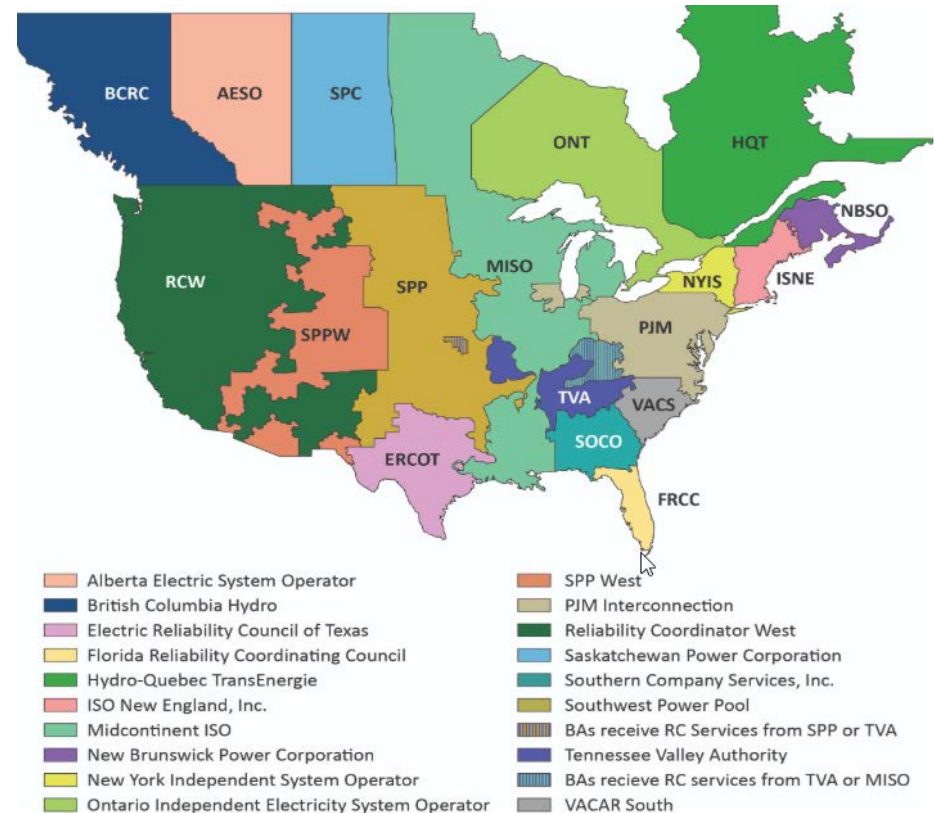 BCRC
AESO
SPC
ONT
HQT
NBSO
RCW
MISO
ISNE
SPP
NYIS
SPPW
PJM
TVA
VACS
SOCO
ERCOT
FRCC
Alberta Electric System Operator
British Columbia Hydro
Electric Reliability Council of Texas
Florida Reliability Coordinating Council
Hydro-Quebec TransEnergie
ISO New England, Inc.
Midcontinent ISO
New Brunswick Power Corporation
New York Independent System Operator
Ontario Independent Electricity System Operator
SPP West
PJM Interconnection
Reliability Coordinator West
Saskatchewan Power Corporation
Southern Company Services, Inc.
Southwest Power Pool
BAs receive RC Services from SPP or TVA
Tennessee Valley Authority
BAs recieve RC services from TVA or MISO
VACAR South